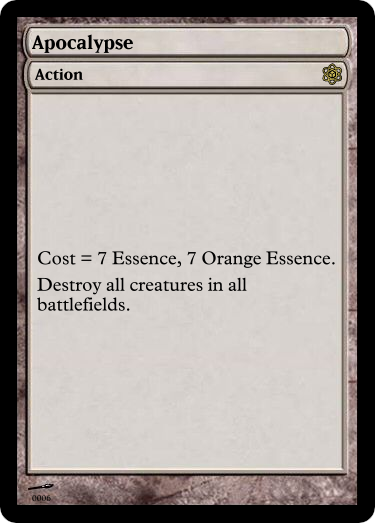 Apocalypse
Action
Cost = 7 Essence, 7 Orange Essence.
Destroy all creatures in all
battlefields.
0006